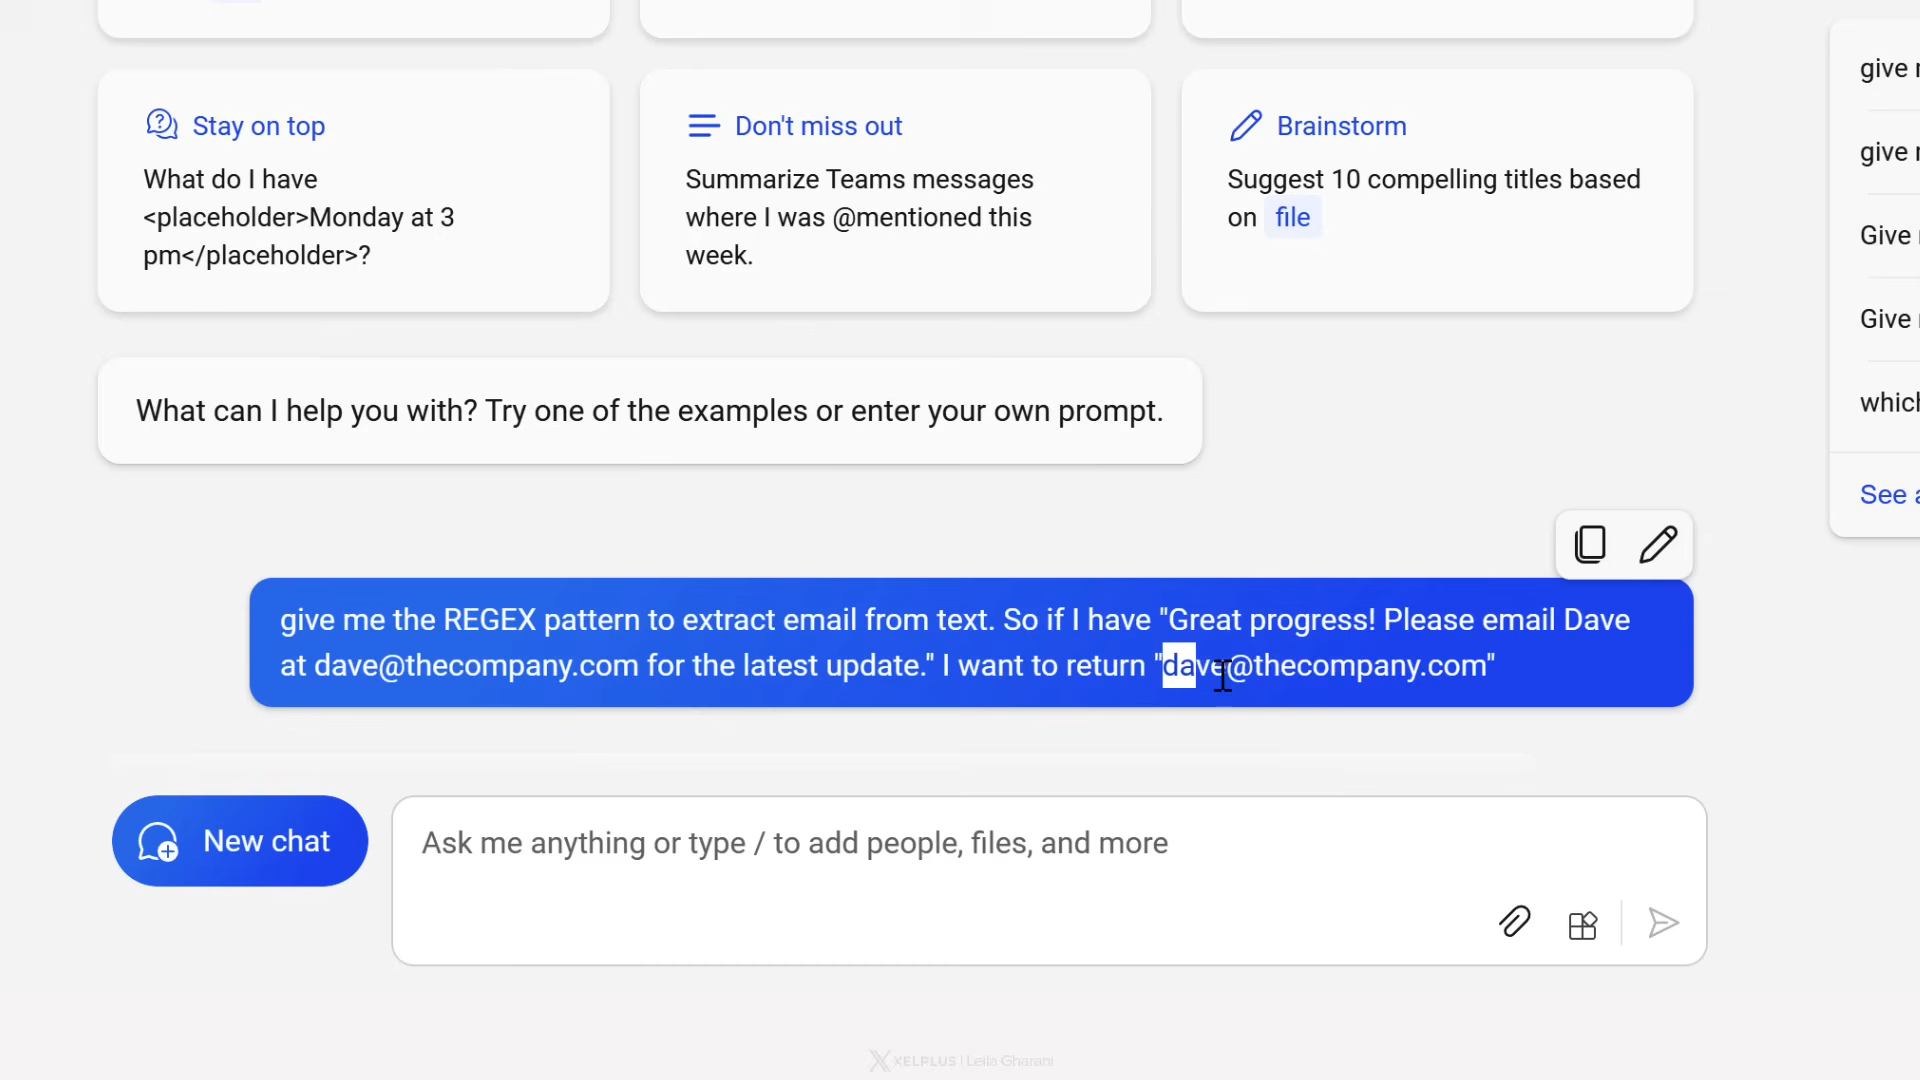 Stay on top
What do I have
<placeholder>Monday at 3
pm</placeholder>?
Don't miss out
Summarize Teams messages
where I was @mentioned this
week.
Brainstorm
Suggest 10 compelling titles based
on file
What can I help you with? Try one of the examples or enter your own prompt.
give me the REGEX pattern to extract email from text. So if I have "Great progress! Please email Dave
at dave@thecompany.com for the latest update." I want to return "dave@thecompany.com"
New chat
Ask me anything or type / to add people, files, and more
give
give
Give
Give
which
See
XELPLUS | Leila Gharani